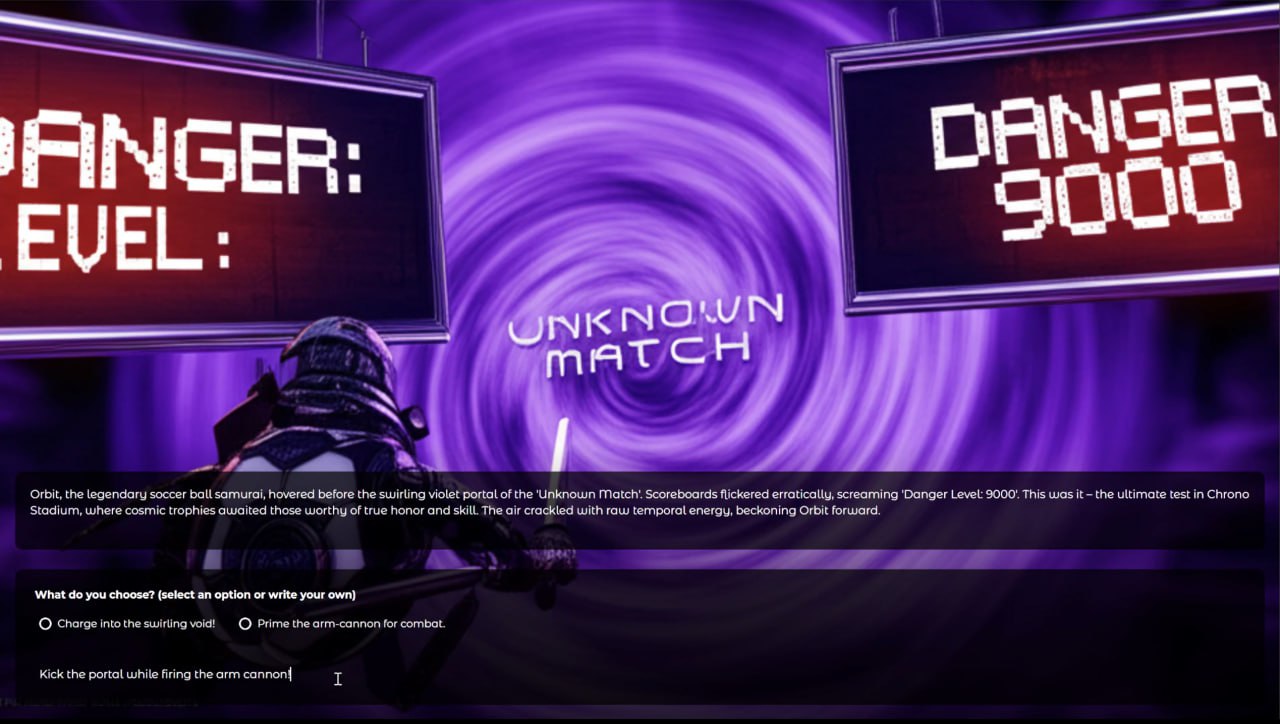 DANGER:
LEVEL:
DANGER
9000
UNKNOWN
MATCH
Orbit, the legendary soccer ball samurai, hovered before the swirling violet portal of the 'Unknown Match'. Scoreboards flickered erratically, screaming 'Danger Level: 9000'. This was it – the ultimate test in Chrono
Stadium, where cosmic trophies awaited those worthy of true honor and skill. The air crackled with raw temporal energy, beckoning Orbit forward.
What do you choose? (select an option or write your own)
Charge into the swirling void! Prime the arm-cannon for combat.
Kick the portal while firing the arm cannon!